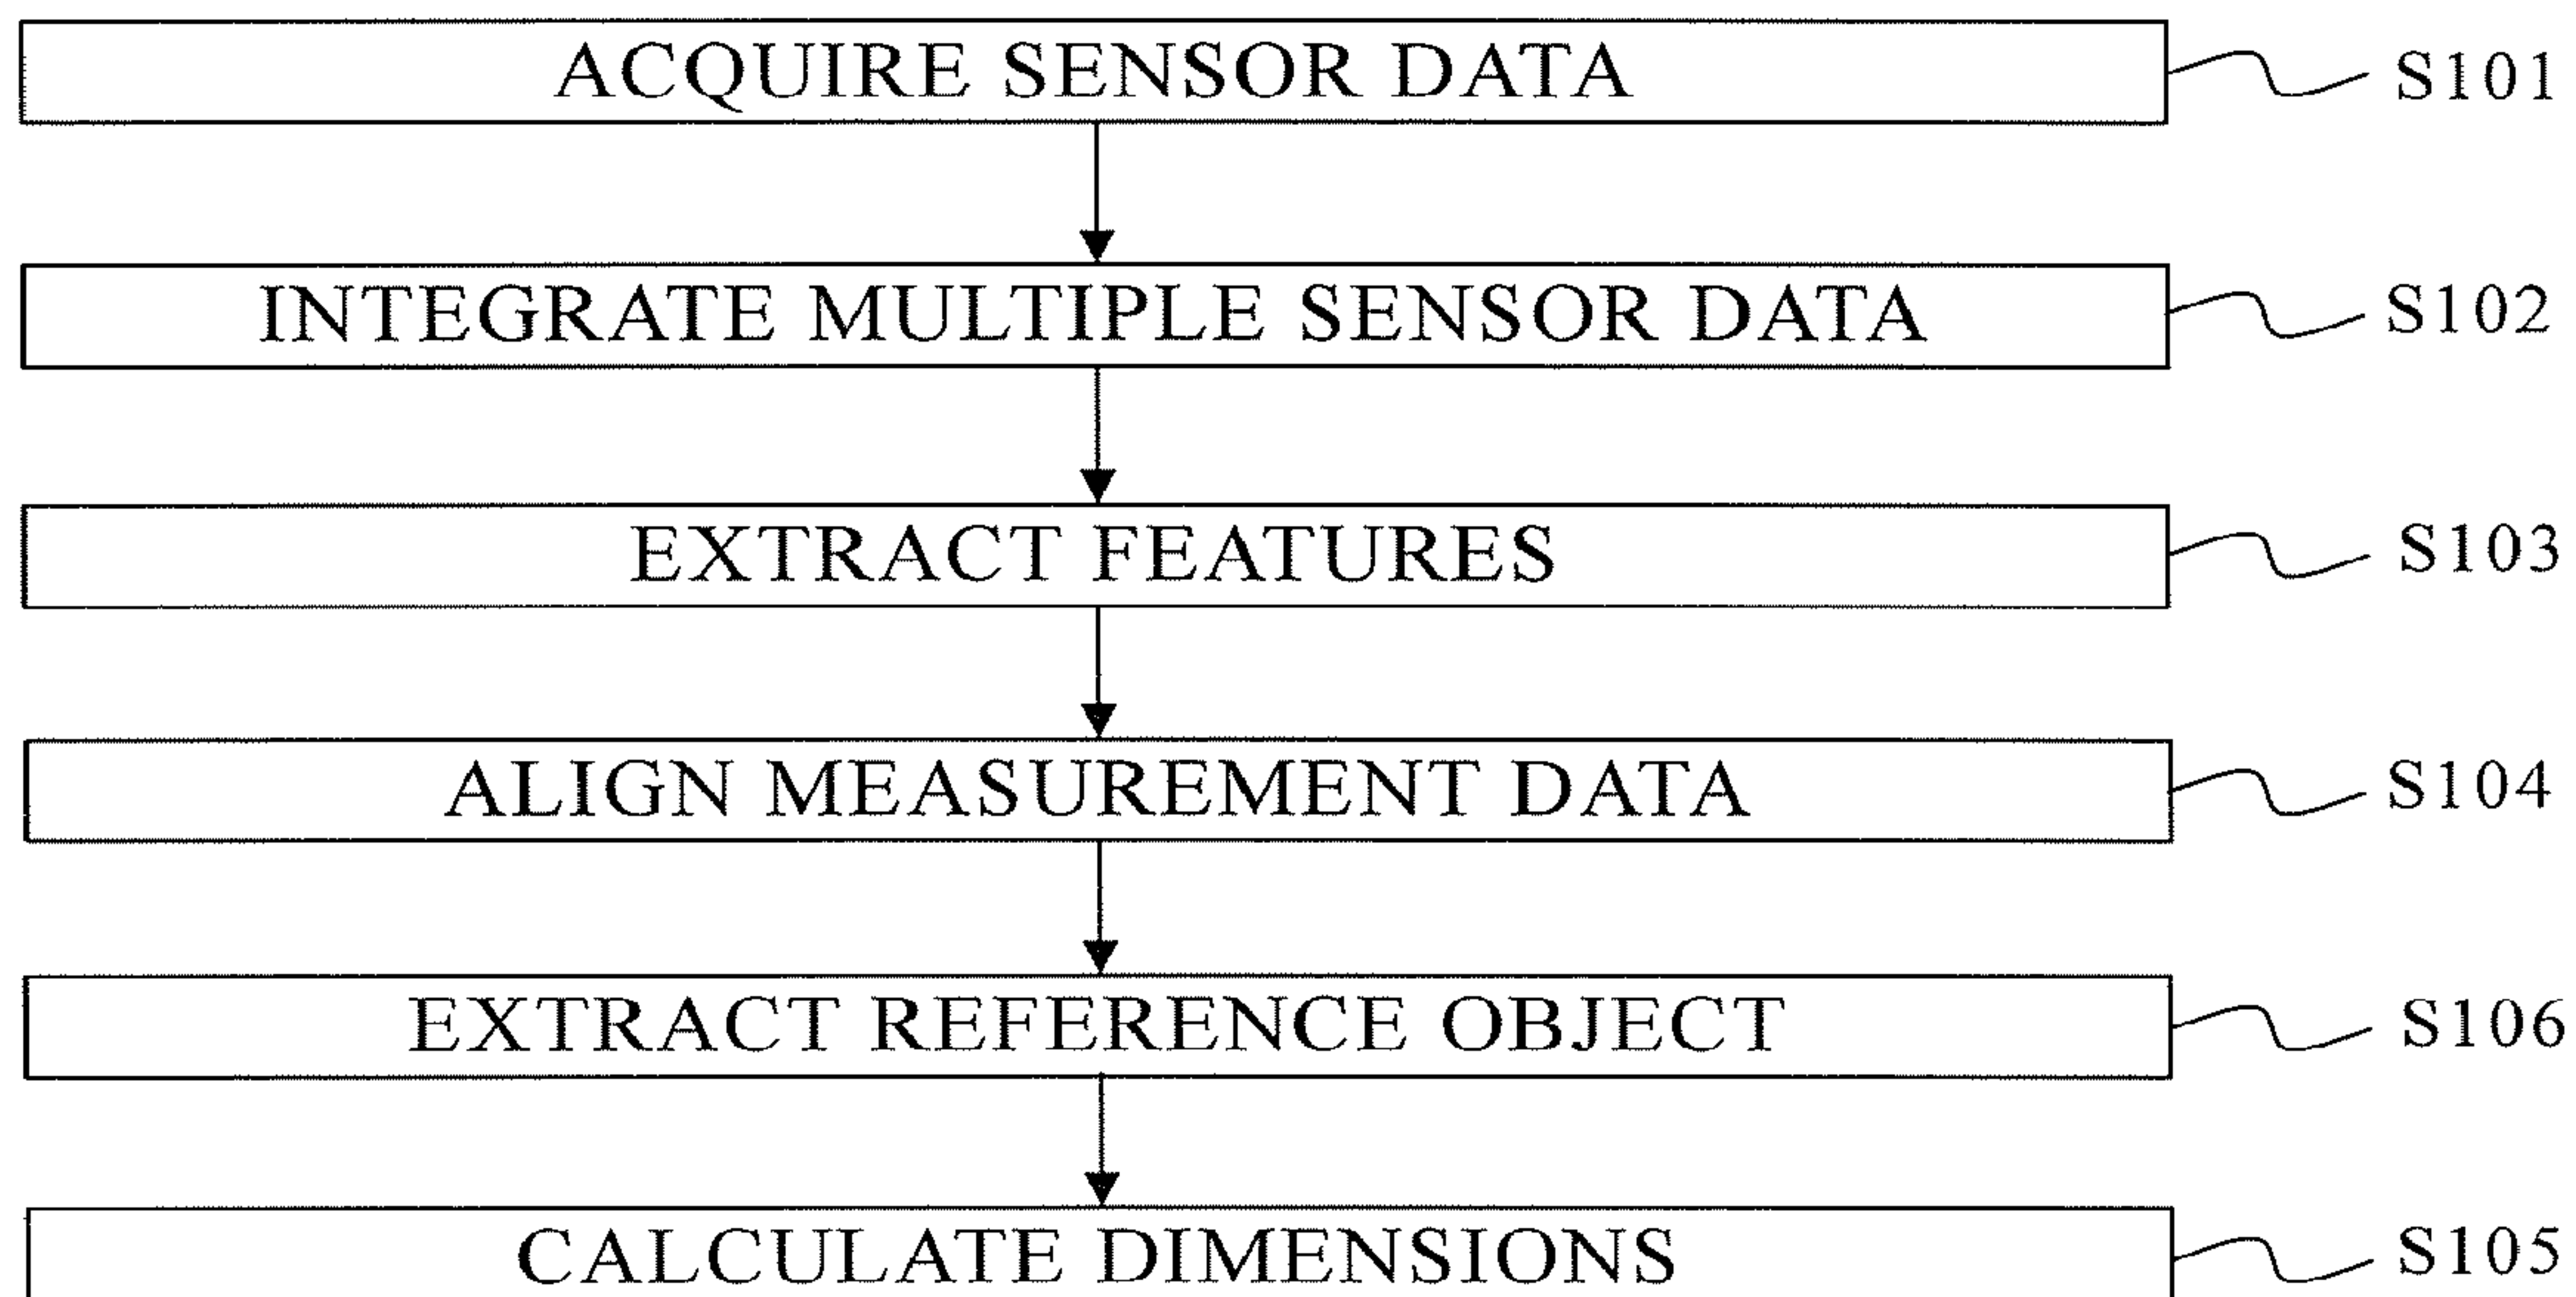 ACQUIRE SENSOR DATA S101
INTEGRATE MULTIPLE SENSOR DATA S102
EXTRACT FEATURES S103
ALIGN MEASUREMENT DATA S104
EXTRACT REFERENCE OBJECT S106
CALCULATE DIMENSIONS S105